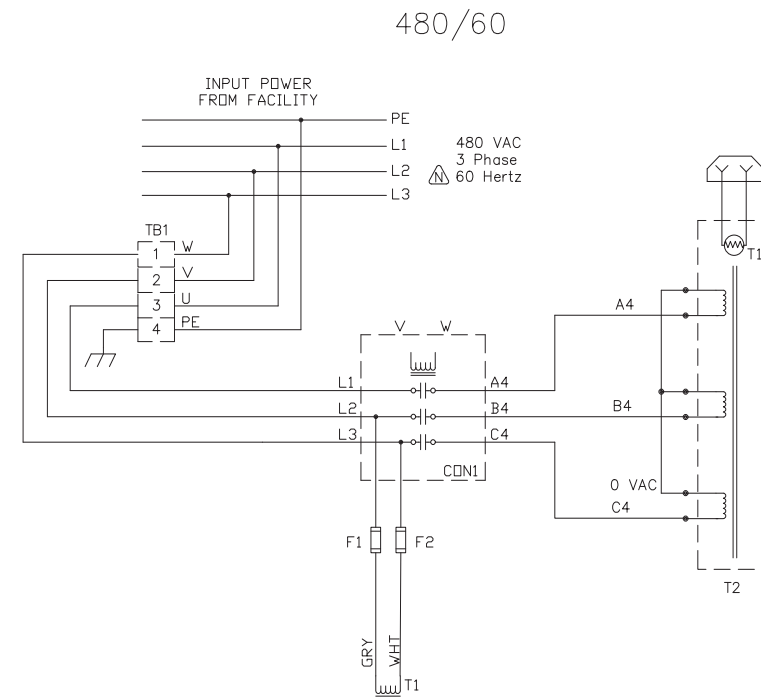 480/60
INPUT POWER
FROM FACILITY
PE
L1
L2
L3
480 VAC
3 Phase
60 Hertz
N
TB1
1
W
2
V
3
U
4
PE
T1
A4
V W
L1
A4
L2
B4
B4
L3
C4
CON1
0 VAC
C4
F1
F2
T2
GRY
WHT
T1